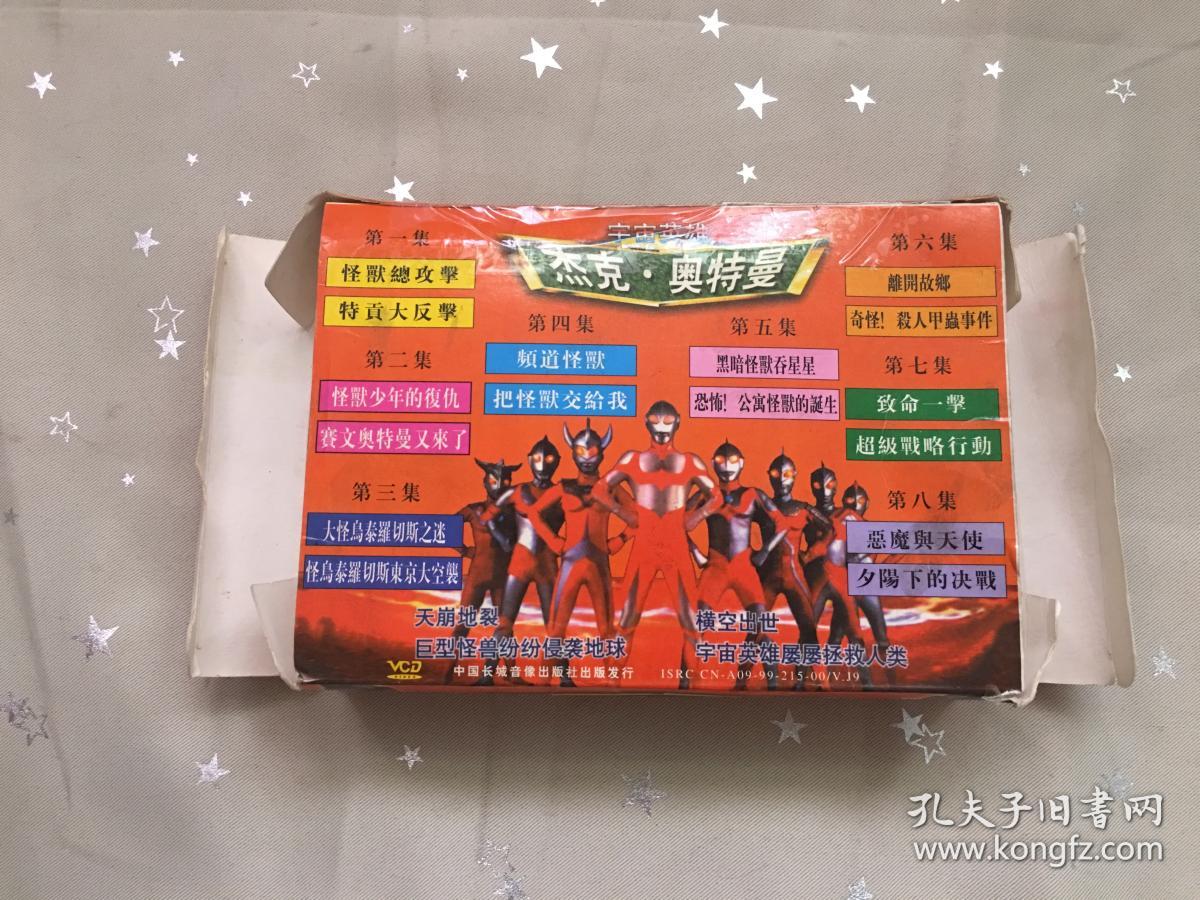 宇宙英雄
杰克·奥特曼
第一集
怪獸總攻擊
特貢大反擊
第二集
怪獸少年的復仇
賽文奧特曼又來了
第三集
大怪鳥泰羅切斯之迷
怪鳥泰羅切斯東京大空襲
第四集
頻道怪獸
把怪獸交給我
第五集
黑暗怪獸吞星星
恐怖！公寓怪獸的誕生
第六集
離開故鄉
奇怪！殺人甲蟲事件
第七集
致命一擊
超級戰略行動
第八集
惡魔與天使
夕陽下的决戰
天崩地裂
巨型怪兽纷纷侵袭地球
横空出世
宇宙英雄屡屡拯救人类
VCD
VIDEO
中国长城音像出版社出版发行
ISRC CN-A09-99-215-00/V.J9
孔夫子旧书网
www.kongfz.com